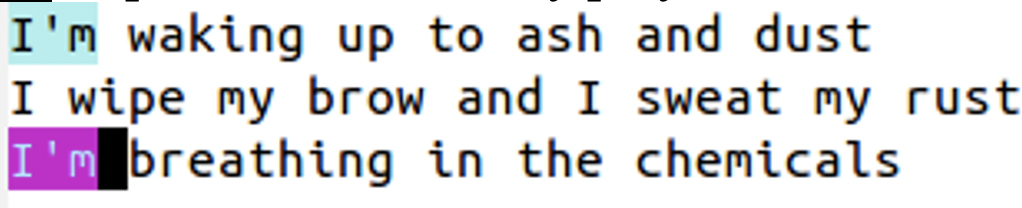 I'm waking up to ash and dust
I wipe my brow and I sweat my rust
I'm breathing in the chemicals